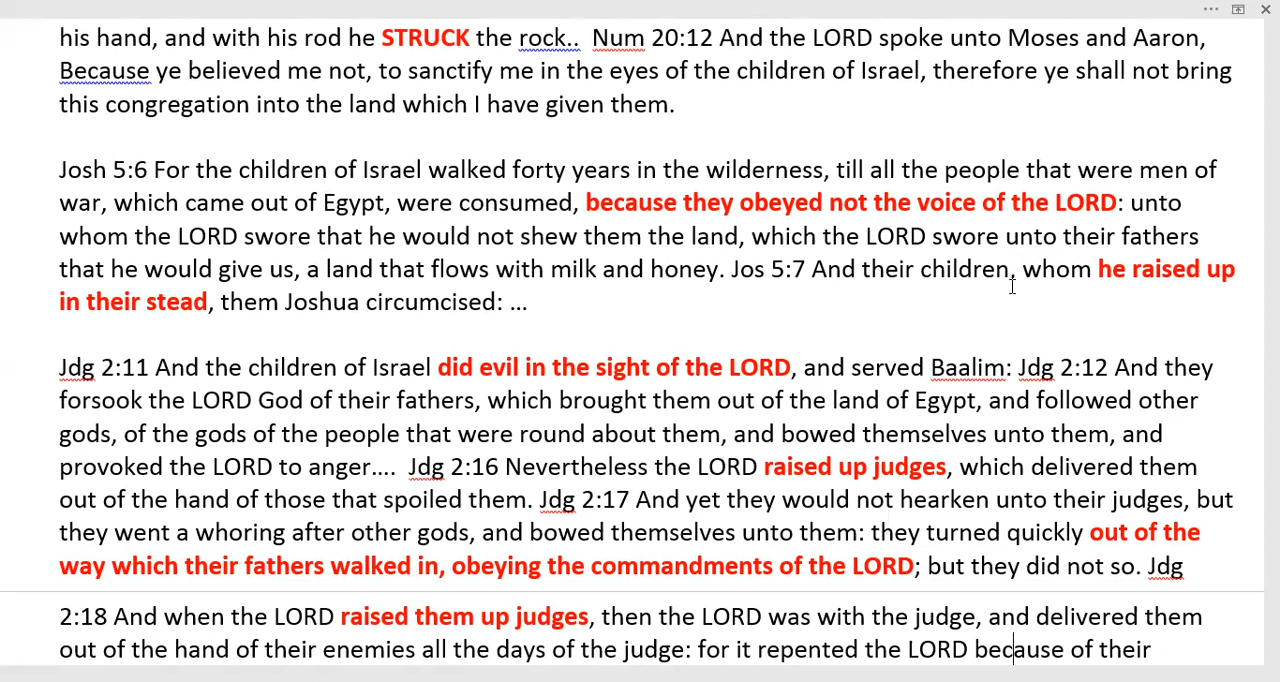 his hand, and with his rod he STRUCK the rock..  Num 20:12 And the LORD spoke unto Moses and Aaron,
Because ye believed me not, to sanctify me in the eyes of the children of Israel, therefore ye shall not bring
this congregation into the land which I have given them.
Josh 5:6 For the children of Israel walked forty years in the wilderness, till all the people that were men of
war, which came out of Egypt, were consumed, because they obeyed not the voice of the LORD: unto
whom the LORD swore that he would not shew them the land, which the LORD swore unto their fathers
that he would give us, a land that flows with milk and honey. Jos 5:7 And their children, whom he raised up
in their stead, them Joshua circumcised: ...
Jdg 2:11 And the children of Israel did evil in the sight of the LORD, and served Baalim: Jdg 2:12 And they
forsook the LORD God of their fathers, which brought them out of the land of Egypt, and followed other
gods, of the gods of the people that were round about them, and bowed themselves unto them, and
provoked the LORD to anger....  Jdg 2:16 Nevertheless the LORD raised up judges, which delivered them
out of the hand of those that spoiled them. Jdg 2:17 And yet they would not hearken unto their judges, but
they went a whoring after other gods, and bowed themselves unto them: they turned quickly out of the
way which their fathers walked in, obeying the commandments of the LORD; but they did not so. Jdg
2:18 And when the LORD raised them up judges, then the LORD was with the judge, and delivered them
out of the hand of their enemies all the days of the judge: for it repented the LORD because of their